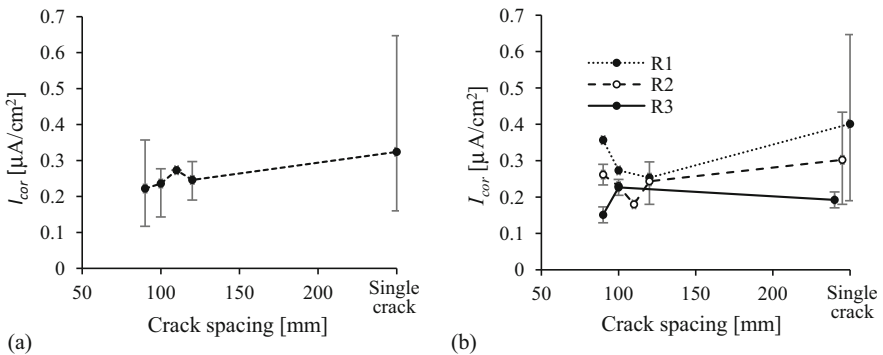 0.7
0.6
0.5
0.4
0.3
0.2
0.1
0
I_cor [μA/cm²]
50 100 150 200 Single crack
Crack spacing [mm]
(a)
0.7
0.6
0.5
0.4
0.3
0.2
0.1
0
I_cor [μA/cm²]
R1
R2
R3
50 100 150 200 Single crack
Crack spacing [mm]
(b)